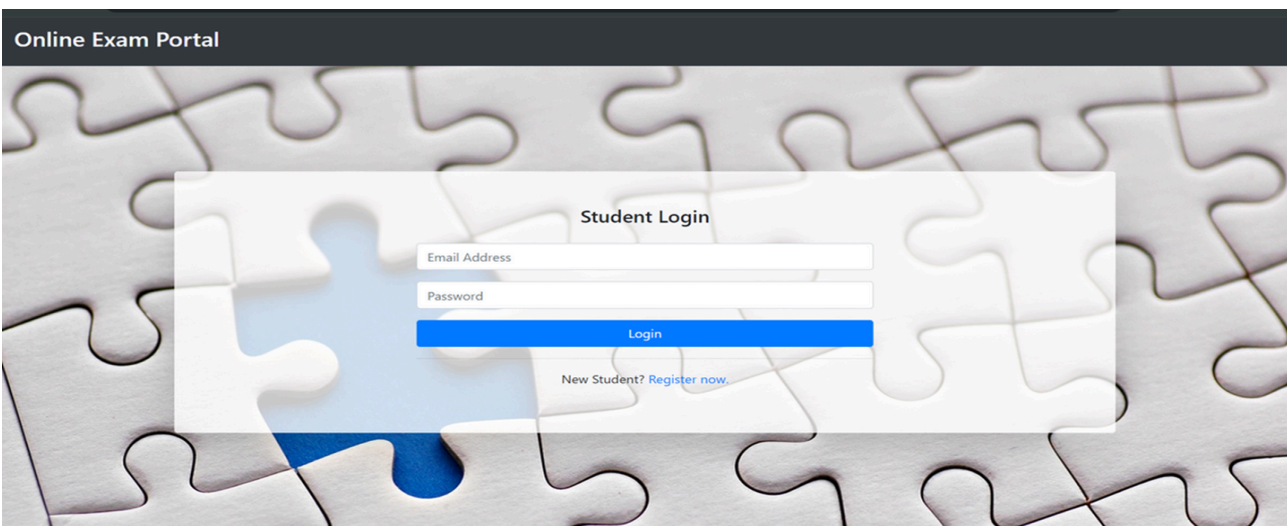 Online Exam Portal
Student Login
Email Address
Password
Login
New Student? Register now.